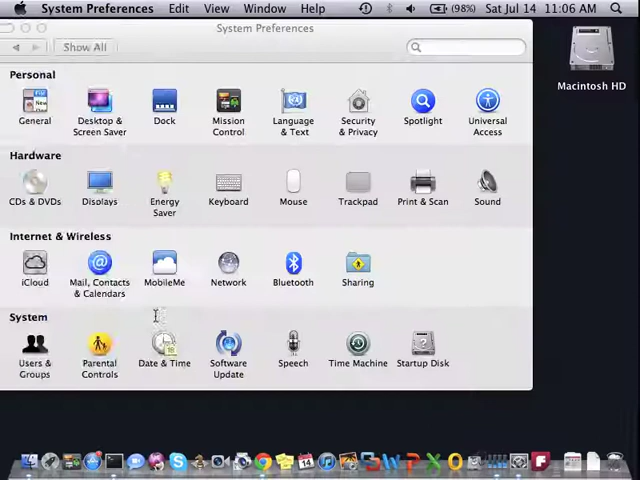 System Preferences Edit View Window Help (98%) Sat Jul 14 11:06 AM
System Preferences
Show All
Macintosh HD
Personal
General Desktop & Screen Saver Dock Mission Control Language & Text Security & Privacy Spotlight Universal Access
Hardware
CDs & DVDs Displays Energy Saver Keyboard Mouse Trackpad Print & Scan Sound
Internet & Wireless
iCloud Mail, Contacts & Calendars MobileMe Network Bluetooth Sharing
System
Users & Groups Parental Controls Date & Time Software Update Speech Time Machine Startup Disk